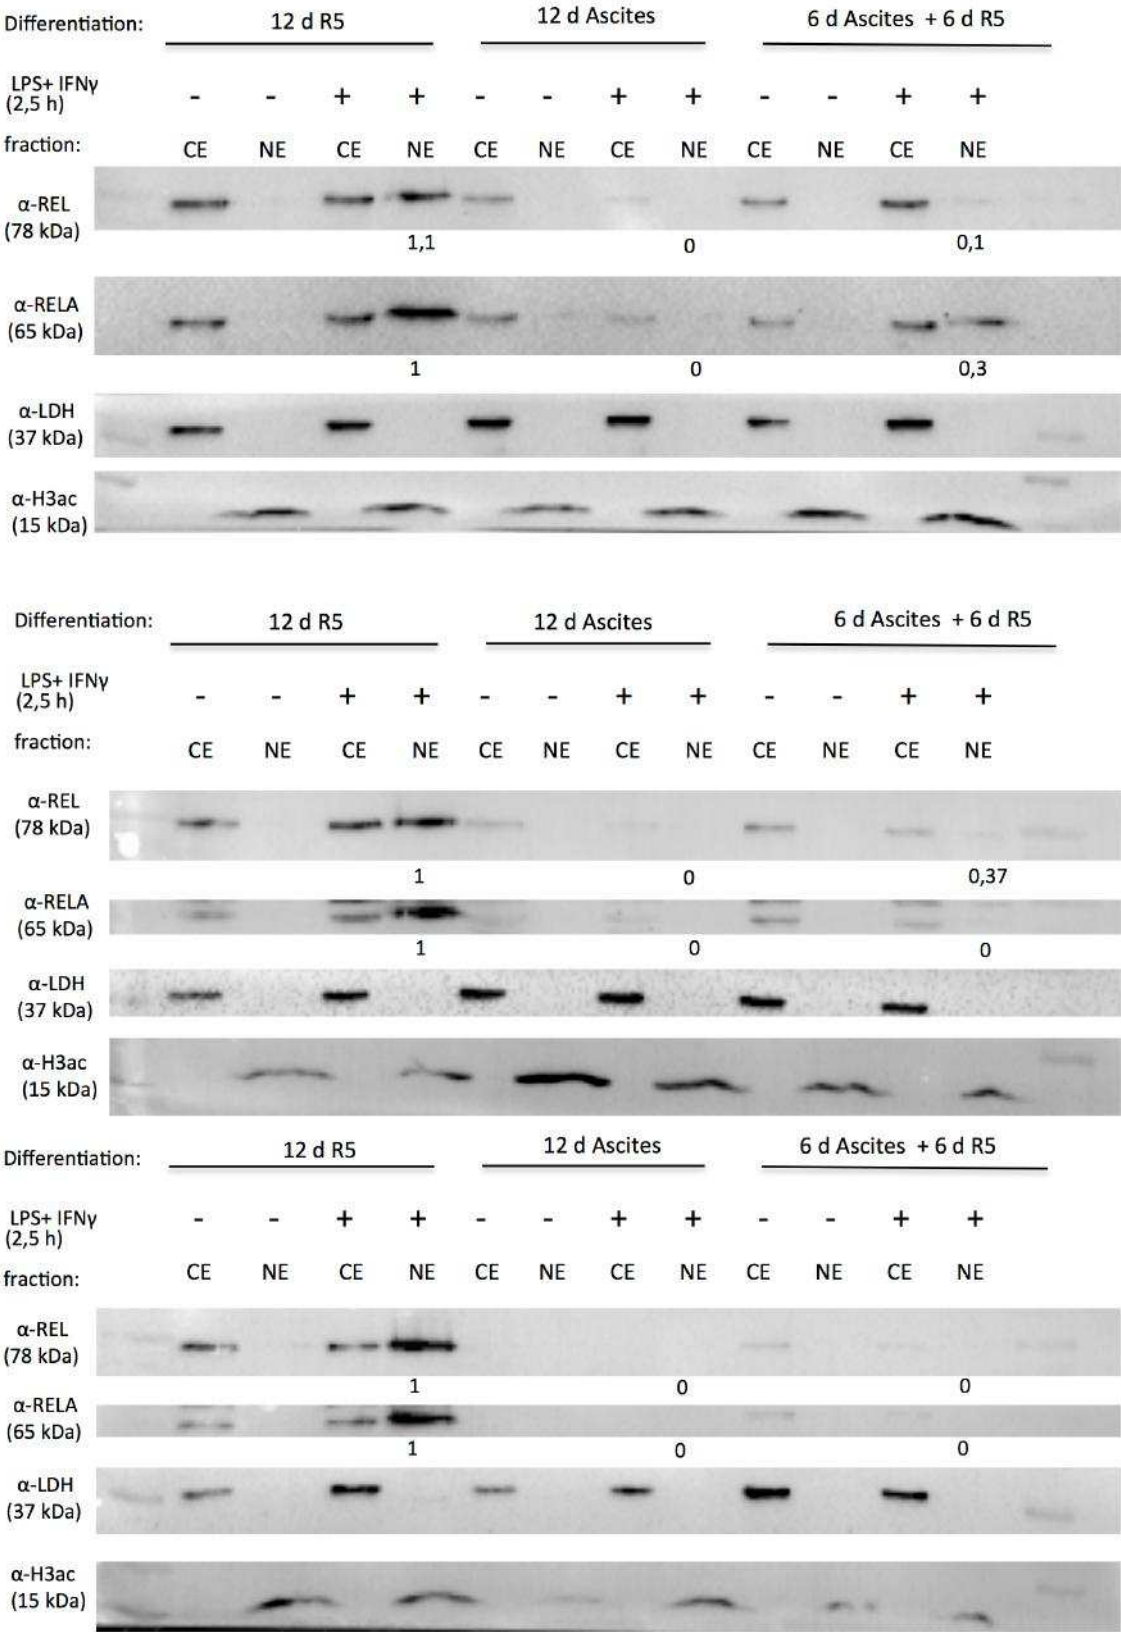 Differentiation: 12 d R5 12 d Ascites 6 d Ascites + 6 d R5
LPS+ IFNγ
(2,5 h) - - + + - - + + - - + +
fraction: CE NE CE NE CE NE CE NE CE NE CE NE
α-REL
(78 kDa)
1,1 0 0,1
α-RELA
(65 kDa)
1 0 0,3
α-LDH
(37 kDa)
α-H3ac
(15 kDa)
Differentiation: 12 d R5 12 d Ascites 6 d Ascites + 6 d R5
LPS+ IFNγ
(2,5 h) - - + + - - + + - - + +
fraction: CE NE CE NE CE NE CE NE CE NE CE NE
α-REL
(78 kDa)
1 0 0,37
α-RELA
(65 kDa)
1 0 0
α-LDH
(37 kDa)
α-H3ac
(15 kDa)
Differentiation: 12 d R5 12 d Ascites 6 d Ascites + 6 d R5
LPS+ IFNγ
(2,5 h) - - + + - - + + - - + +
fraction: CE NE CE NE CE NE CE NE CE NE CE NE
α-REL
(78 kDa)
1 0 0
α-RELA
(65 kDa)
1 0 0
α-LDH
(37 kDa)
α-H3ac
(15 kDa)